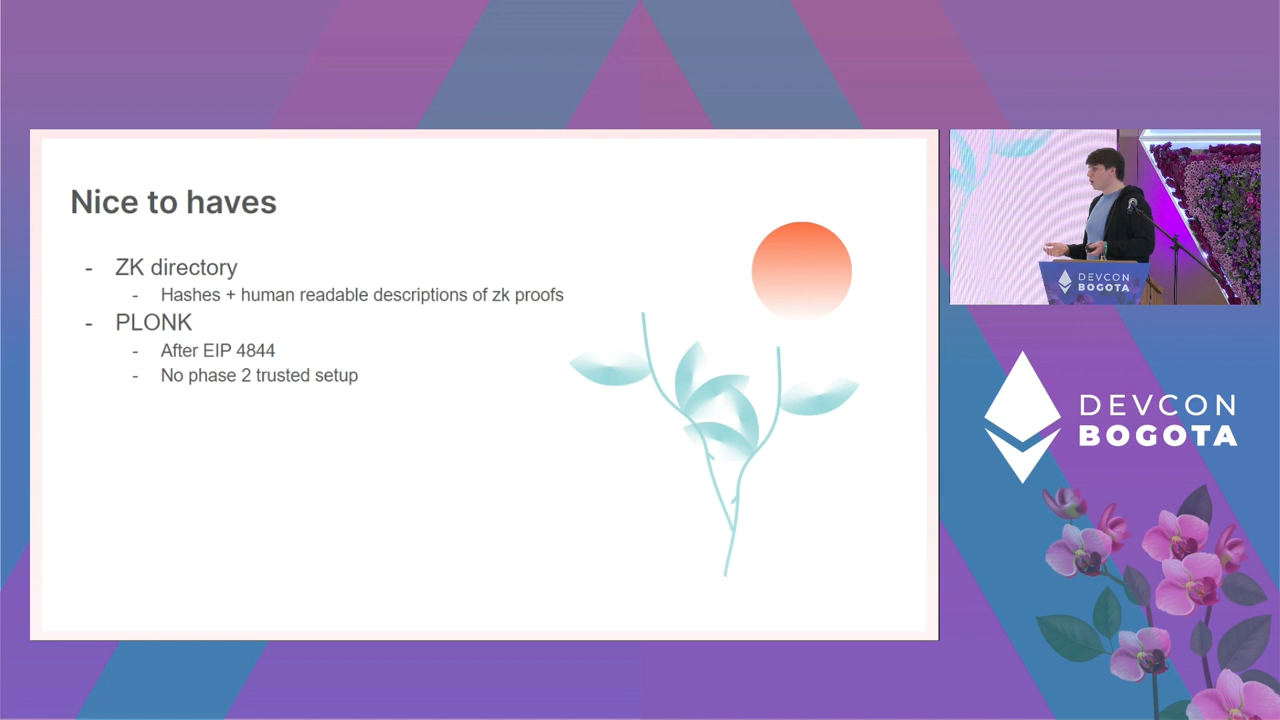 Nice to haves
- ZK directory
- Hashes + human readable descriptions of zk proofs
- PLONK
- After EIP 4844
- No phase 2 trusted setup
DEVCON
BOGOTA
DEVCON
BOGOTA